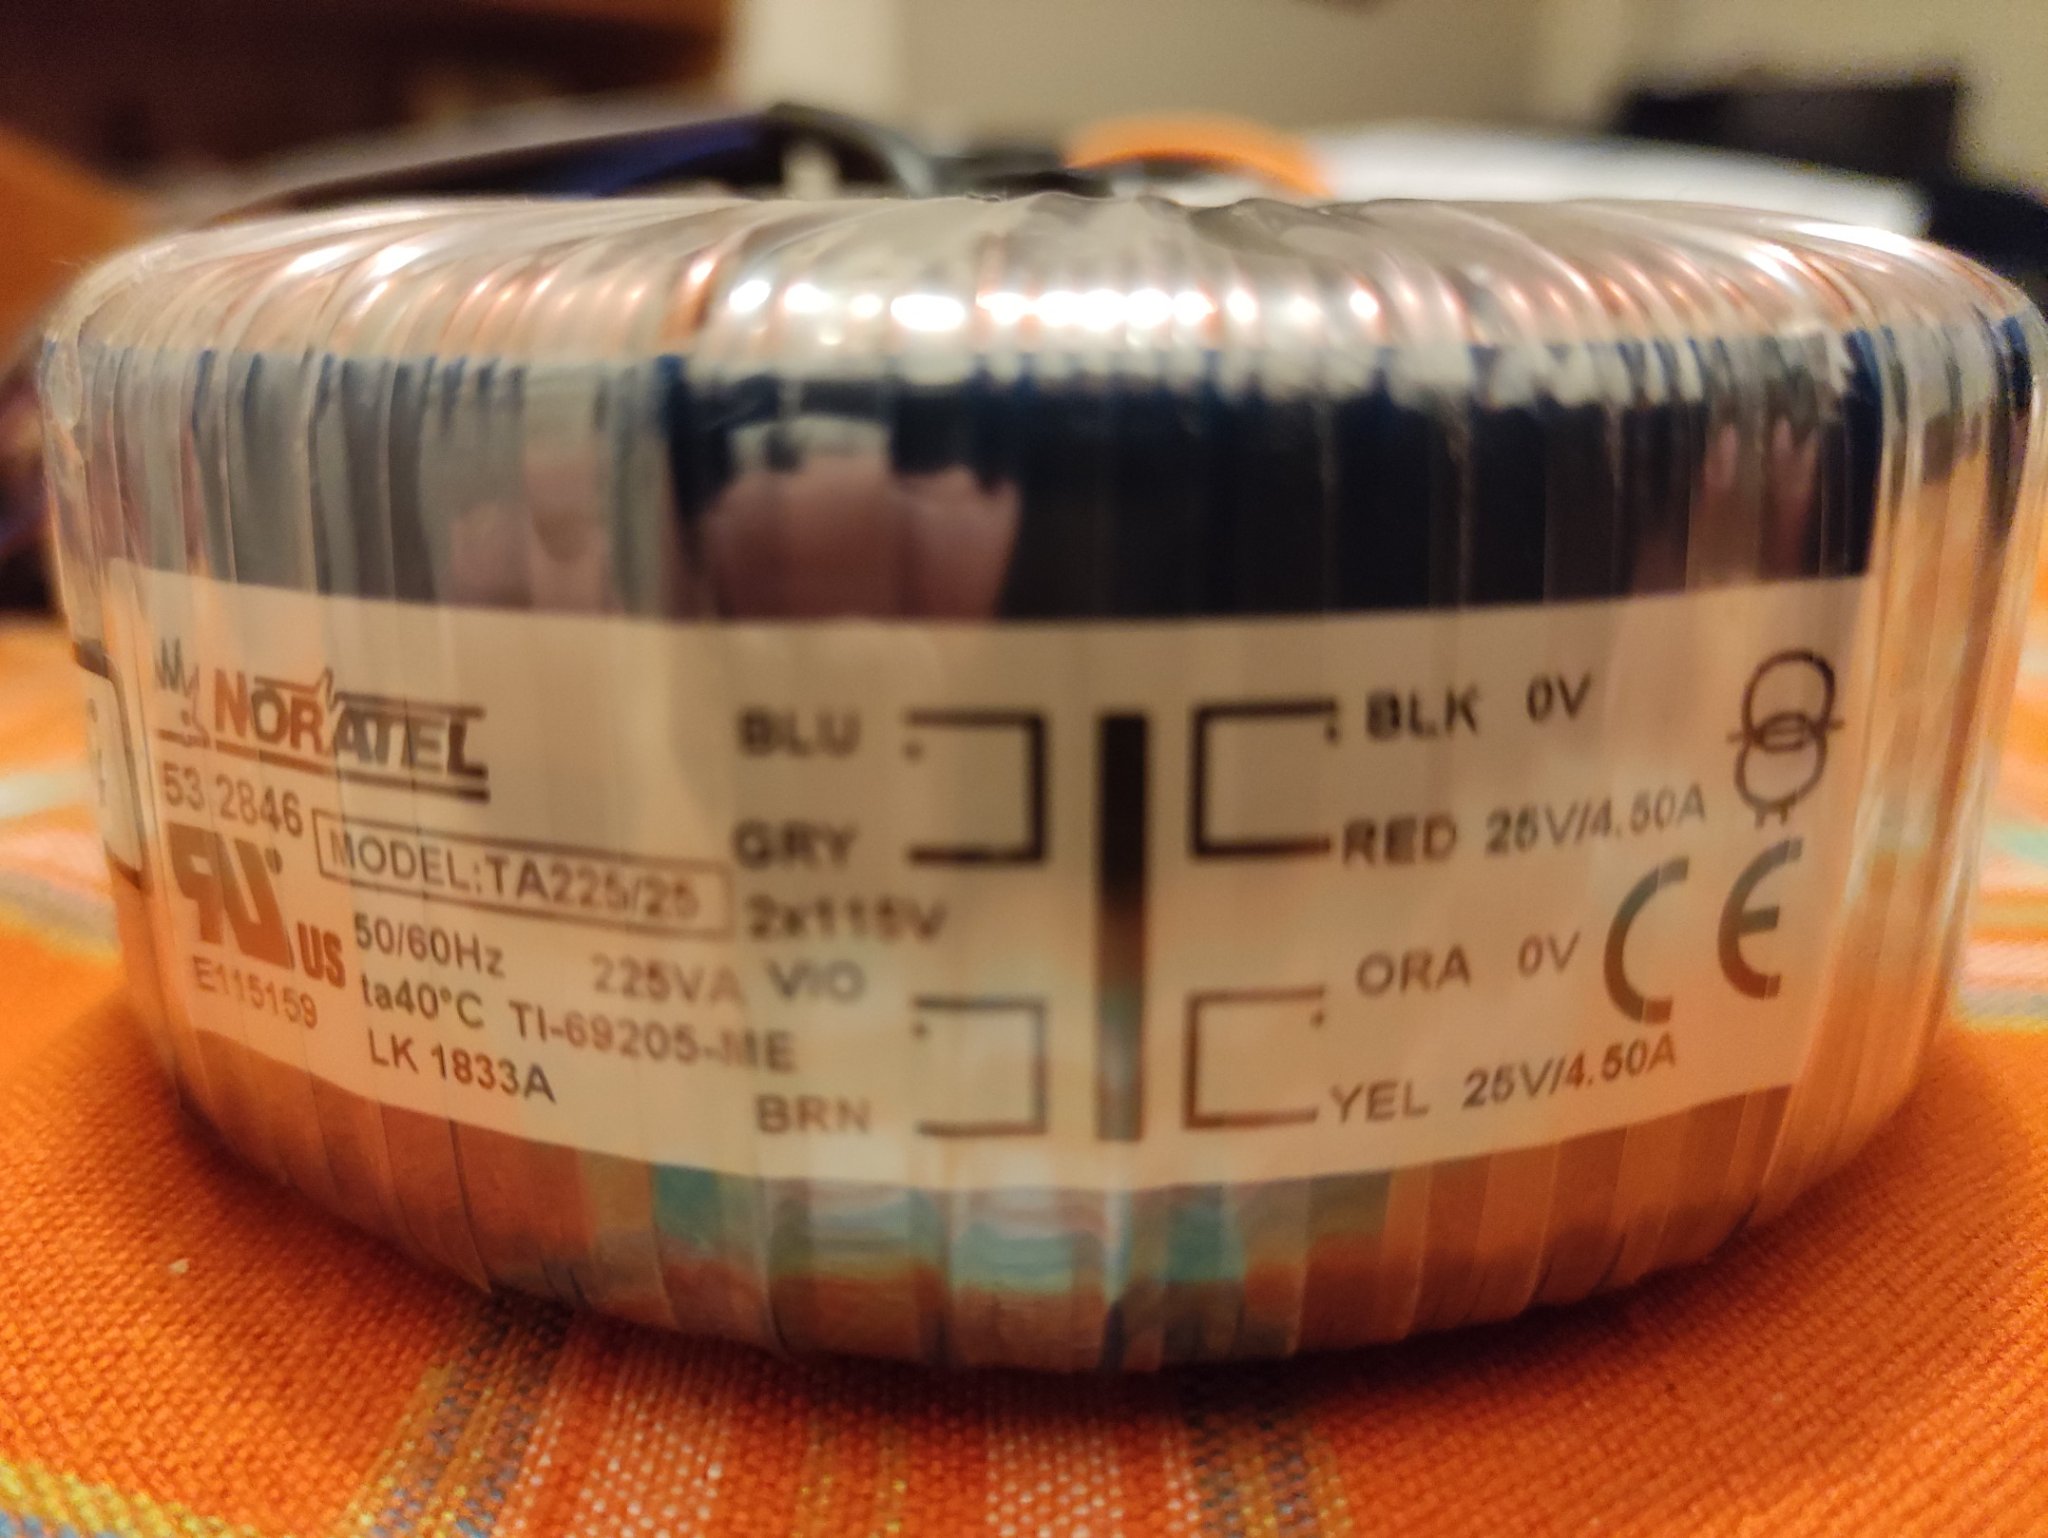 NORATEL
53 2846
MODEL:TA225/25
US
E115159
50/60Hz 225VA
ta40°C TI-69205-ME
LK 1833A
BLU
GRY
2x115V
VIO
BRN
BLK 0V
RED 25V/4.50A
ORA 0V
YEL 25V/4.50A
CE